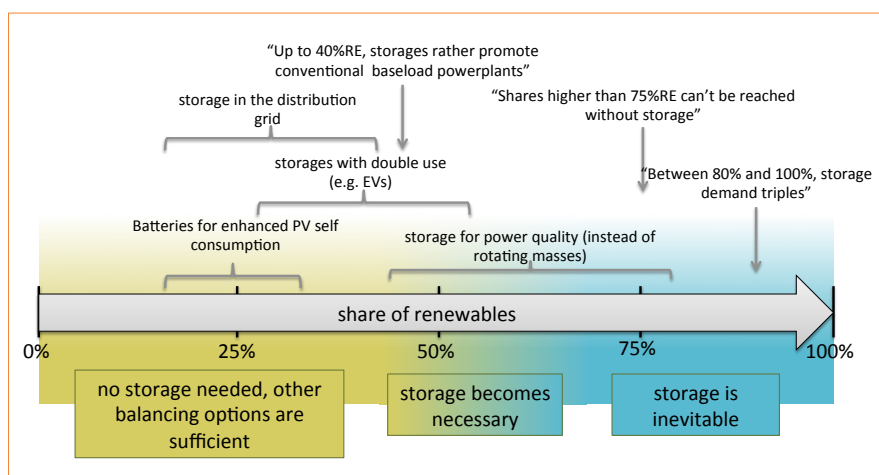 “Up to 40%RE, storages rather promote
conventional baseload powerplants”
“Shares higher than 75%RE can’t be reached
without storage”
storage in the distribution
grid
storages with double use
(e.g. EVs)
“Between 80% and 100%, storage
demand triples”
Batteries for enhanced PV self
consumption
storage for power quality (instead of
rotating masses)
share of renewables
0%
25%
50%
75%
100%
no storage needed, other
balancing options are
sufficient
storage becomes
necessary
storage is
inevitable